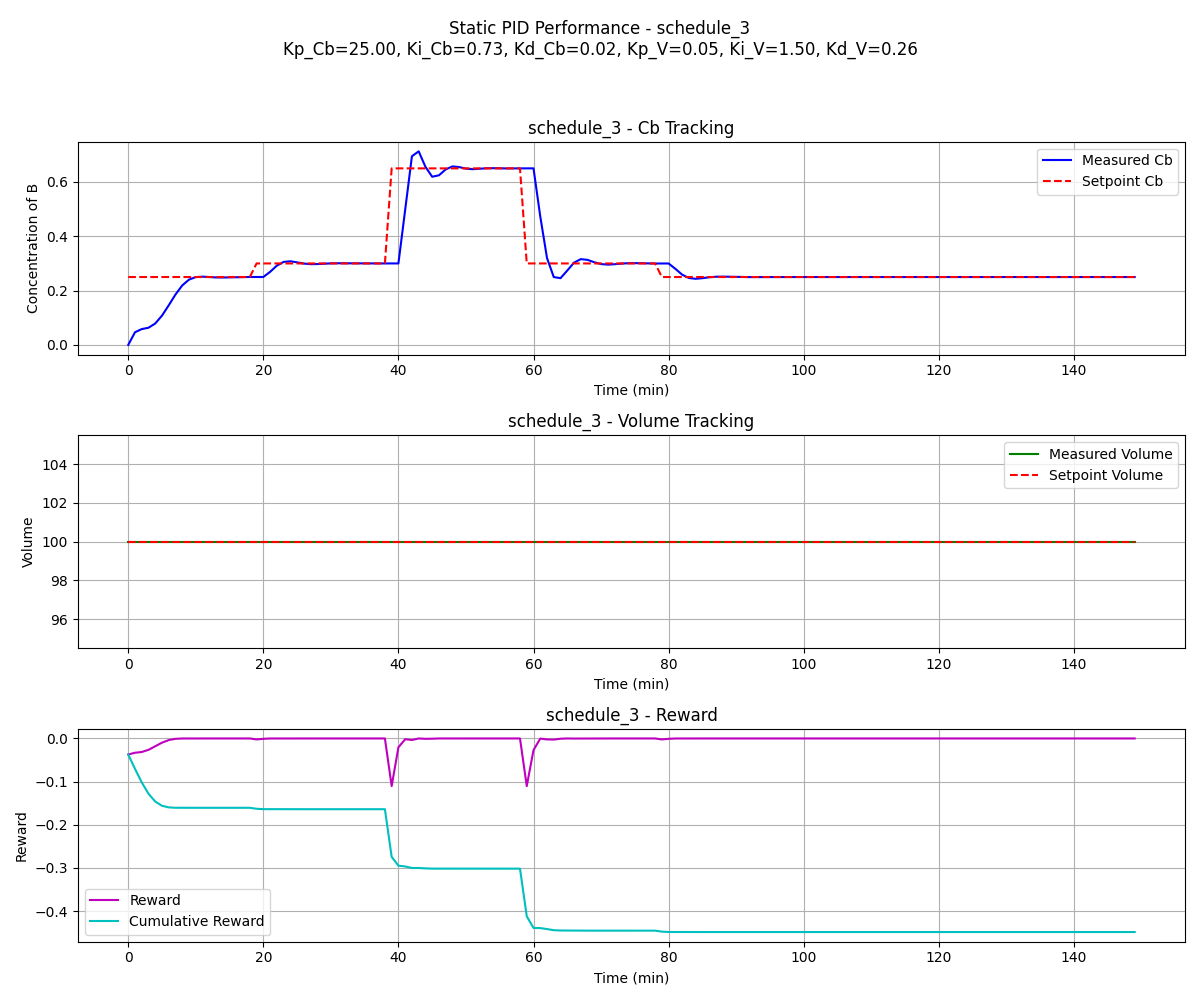 Static PID Performance - schedule_3
Kp_Cb=25.00, Ki_Cb=0.73, Kd_Cb=0.02, Kp_V=0.05, Ki_V=1.50, Kd_V=0.26
schedule_3 - Cb Tracking
Concentration of B
0.6
0.4
0.2
0.0
Measured Cb
Setpoint Cb
0 20 40 60 80 100 120 140
Time (min)
schedule_3 - Volume Tracking
Volume
104
102
100
98
96
Measured Volume
Setpoint Volume
0 20 40 60 80 100 120 140
Time (min)
schedule_3 - Reward
Reward
0.0
−0.1
−0.2
−0.3
−0.4
Reward
Cumulative Reward
0 20 40 60 80 100 120 140
Time (min)